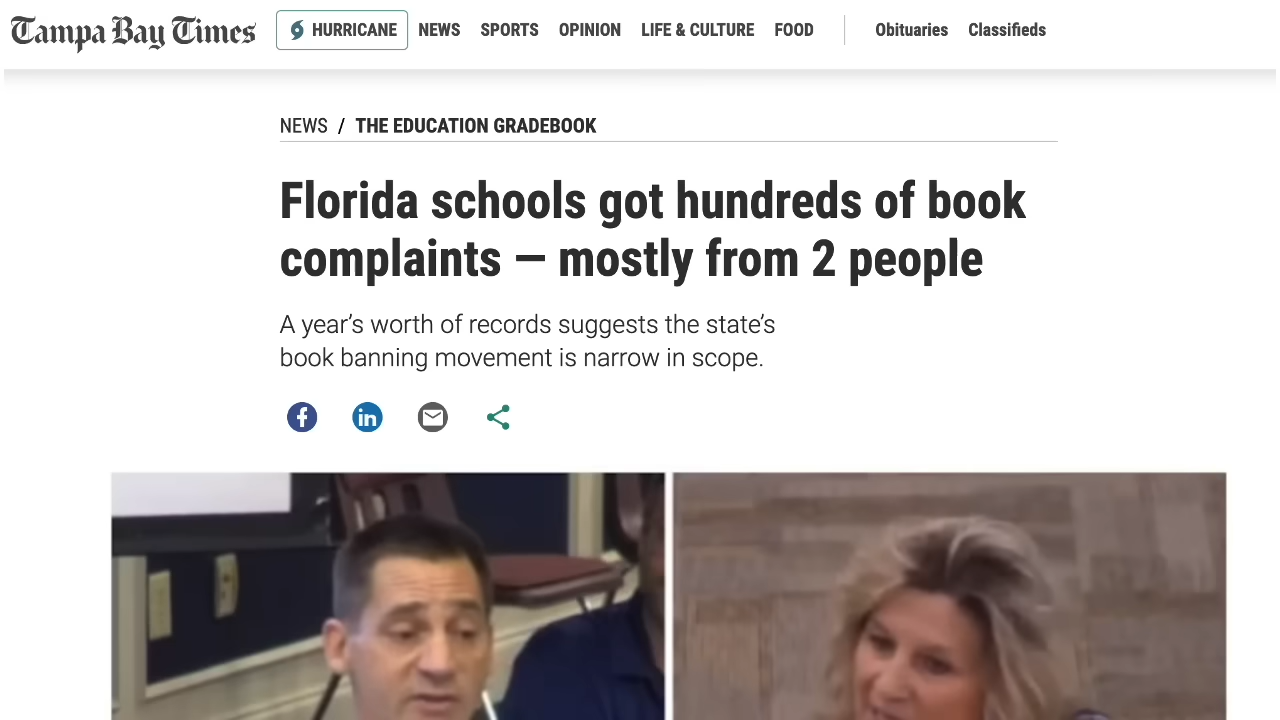 Tampa Bay Times HURRICANE NEWS SPORTS OPINION LIFE & CULTURE FOOD Obituaries Classifieds
NEWS / THE EDUCATION GRADEBOOK
Florida schools got hundreds of book
complaints — mostly from 2 people
A year’s worth of records suggests the state’s
book banning movement is narrow in scope.